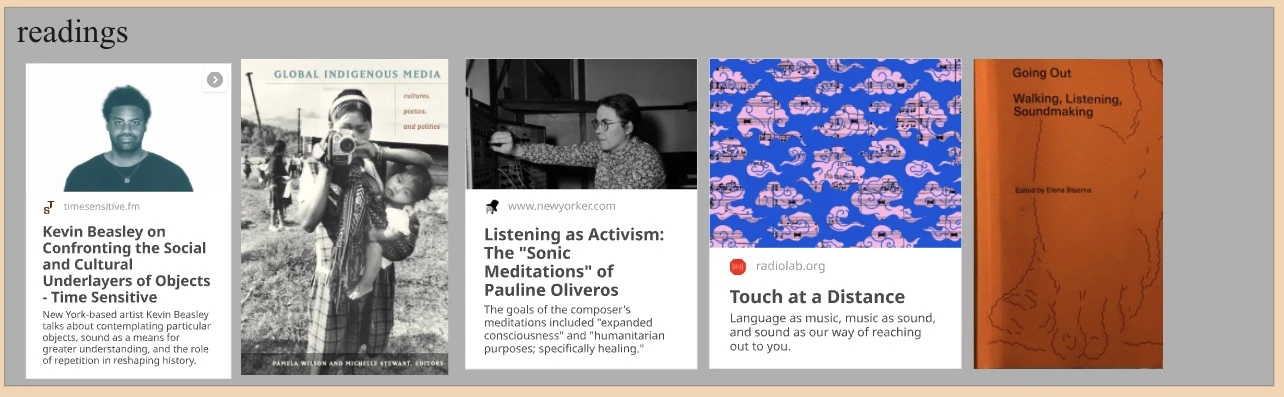 readings
timesensitive.fm
Kevin Beasley on
Confronting the Social
and Cultural
Underlayers of Objects
- Time Sensitive
New York-based artist Kevin Beasley
talks about contemplating particular
objects, sound as a means for
greater understanding, and the role
of repetition in reshaping history.
GLOBAL INDIGENOUS MEDIA
cultures,
poetics,
and politics
PAMELA WILSON AND MICHELLE STEWART, EDITORS
www.newyorker.com
Listening as Activism:
The "Sonic
Meditations" of
Pauline Oliveros
The goals of the composer's
meditations included "expanded
consciousness" and "humanitarian
purposes; specifically healing."
radiolab.org
Touch at a Distance
Language as music, music as sound,
and sound as our way of reaching
out to you.
Going Out
Walking, Listening,
Soundmaking
Edited by Elena Biserna